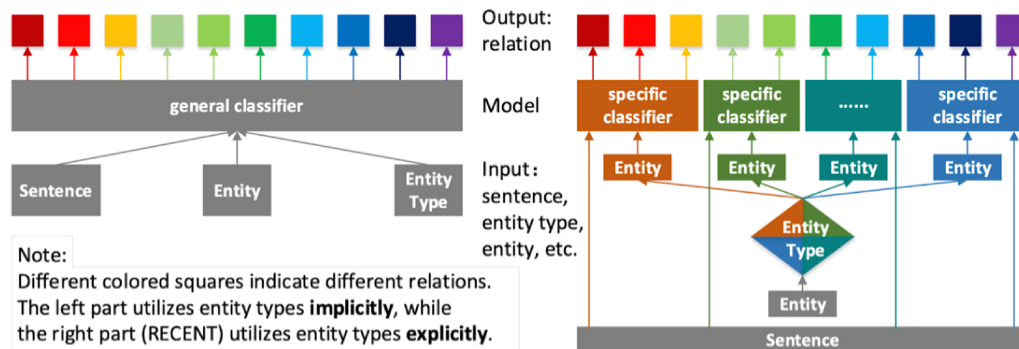 Output:
relation
general classifier
Model
specific
classifier
specific
classifier
......
specific
classifier
Sentence
Entity
Entity
Type
Input:
sentence,
entity type,
entity, etc.
Entity
Entity
Entity
Entity
Entity
Type
Entity
Sentence
Note:
Different colored squares indicate different relations.
The left part utilizes entity types implicitly, while
the right part (RECENT) utilizes entity types explicitly.